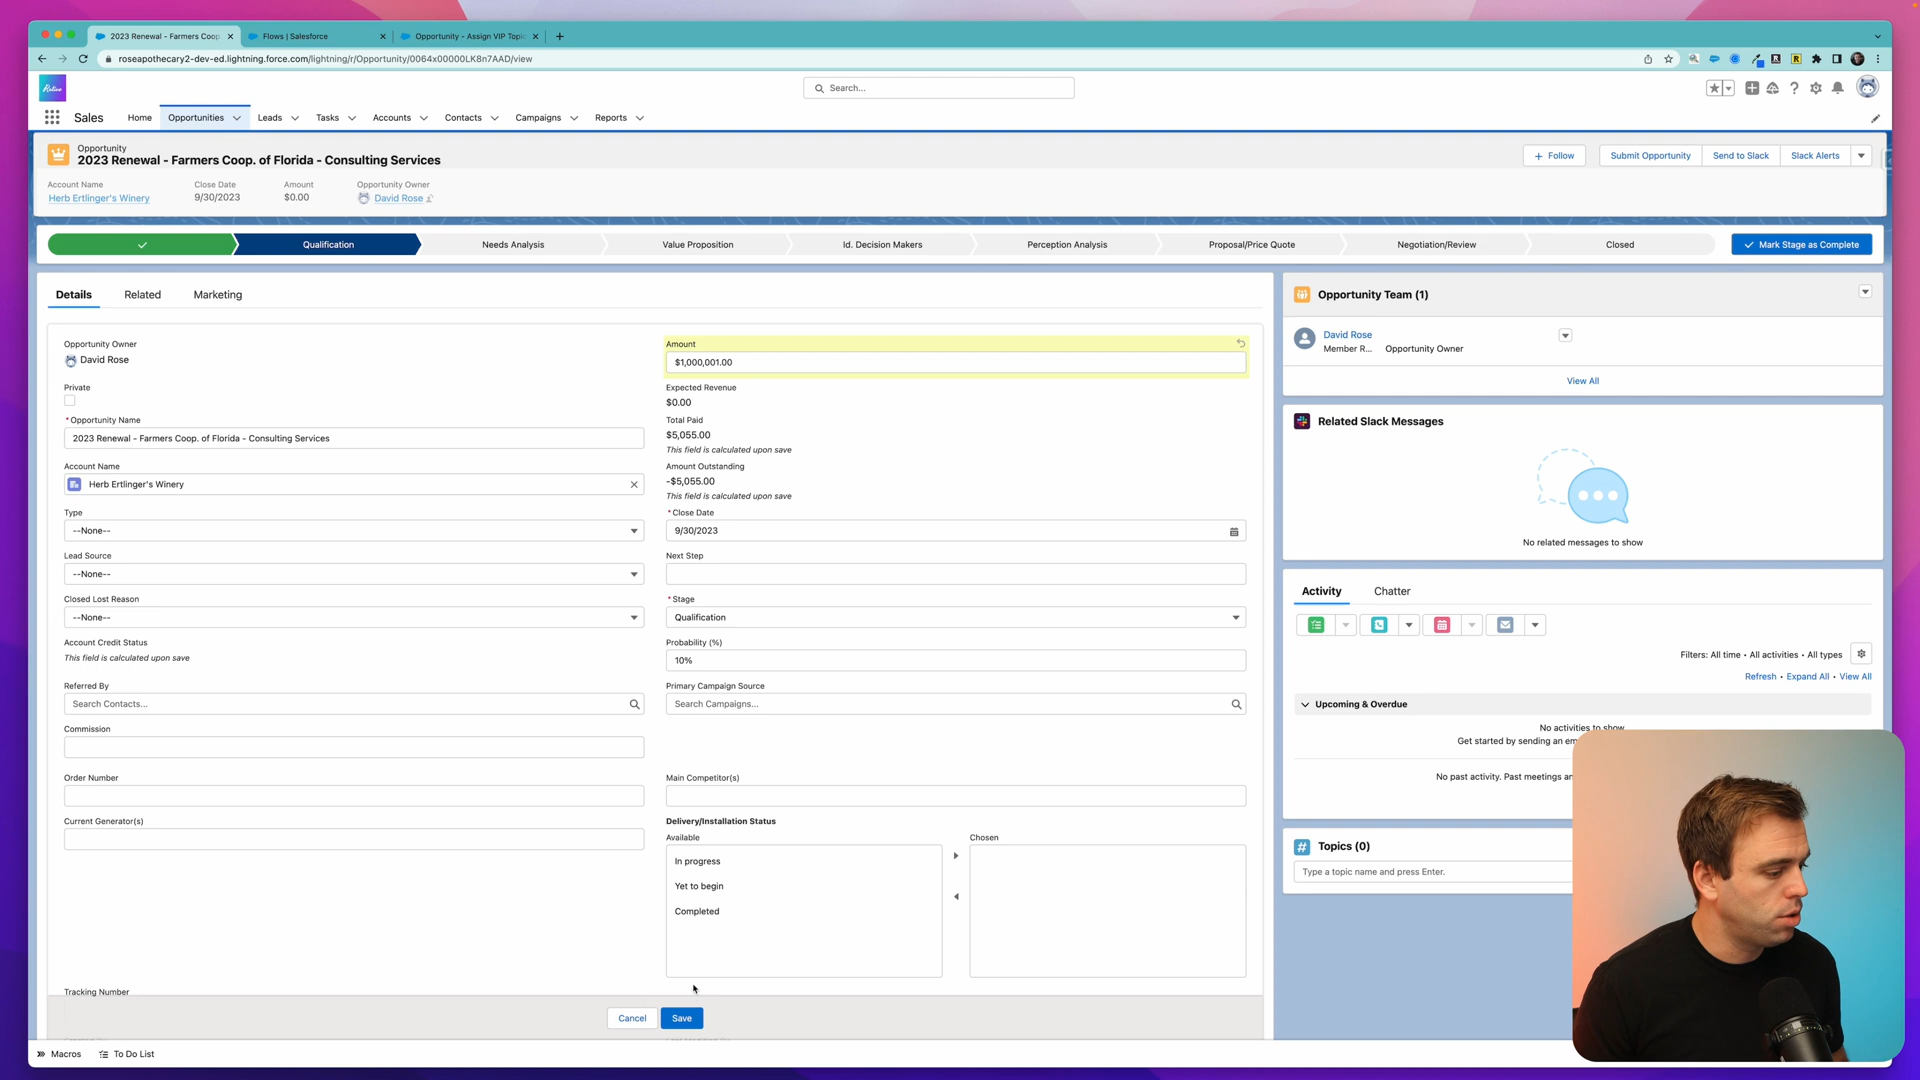 2023 Renewal - Farmers Coop.
Flows | Salesforce
Opportunity - Assign VIP Topic
roseapothecary2-dev-ed.lightning.force.com/lightning/r/Opportunity/0064x00000LK8n7AAD/view
Search...
Sales
Home
Opportunities
Leads
Tasks
Accounts
Contacts
Campaigns
Reports
Opportunity
2023 Renewal - Farmers Coop. of Florida - Consulting Services
Follow
Submit Opportunity
Send to Slack
Slack Alerts
Account Name
Close Date
Amount
Opportunity Owner
Herb Ertlinger's Winery
9/30/2023
$0.00
David Rose
Qualification
Needs Analysis
Value Proposition
Id. Decision Makers
Perception Analysis
Proposal/Price Quote
Negotiation/Review
Closed
Mark Stage as Complete
Details
Related
Marketing
Opportunity Owner
David Rose
Private
*Opportunity Name
2023 Renewal - Farmers Coop. of Florida - Consulting Services
Account Name
Herb Ertlinger's Winery
Type
--None--
Lead Source
--None--
Closed Lost Reason
--None--
Account Credit Status
This field is calculated upon save
Referred By
Search Contacts...
Commission
Order Number
Current Generator(s)
Tracking Number
Amount
$1,000,001.00
Expected Revenue
$0.00
Total Paid
$5,055.00
This field is calculated upon save
Amount Outstanding
-$5,055.00
This field is calculated upon save
*Close Date
9/30/2023
Next Step
*Stage
Qualification
Probability (%)
10%
Primary Campaign Source
Search Campaigns...
Main Competitor(s)
Delivery/Installation Status
Available
Chosen
In progress
Yet to begin
Completed
Cancel
Save
Opportunity Team (1)
David Rose
Member R...
Opportunity Owner
View All
Related Slack Messages
No related messages to show
Activity
Chatter
Filters: All time • All activities • All types
Refresh • Expand All • View All
Upcoming & Overdue
No activities to show.
Get started by sending an em
No past activity. Past meetings an
Topics (0)
Type a topic name and press Enter.
Macros
To Do List